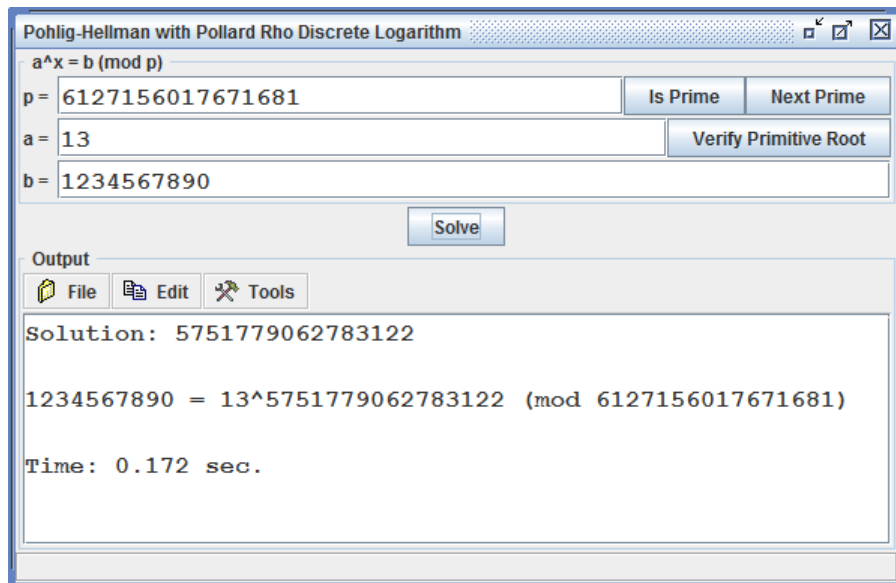 Pohlig-Hellman with Pollard Rho Discrete Logarithm
a^x = b (mod p)
p = 6127156017671681 Is Prime Next Prime
a = 13 Verify Primitive Root
b = 1234567890
Solve
Output
File Edit Tools
Solution: 5751779062783122
1234567890 = 13^5751779062783122 (mod 6127156017671681)
Time: 0.172 sec.